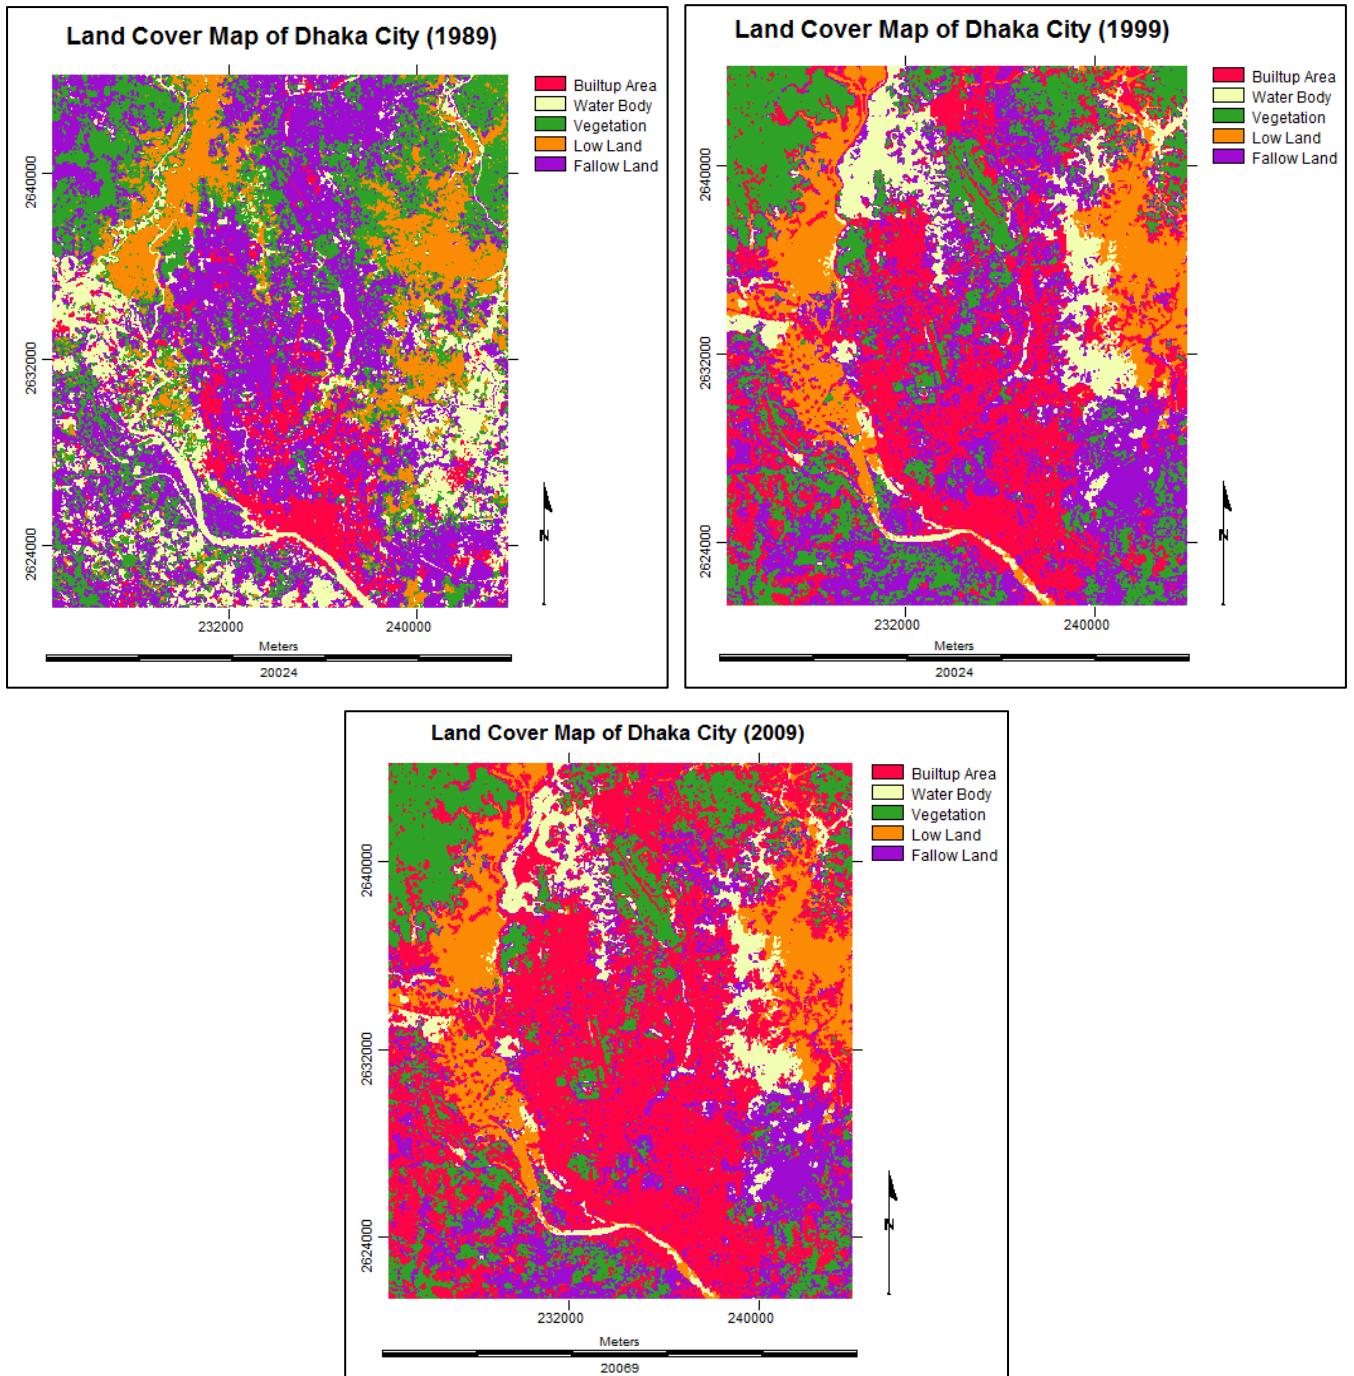 Land Cover Map of Dhaka City (1989)
Builtup Area
Water Body
Vegetation
Low Land
Fallow Land
2640000
2632000
2624000
232000 240000
N
Meters
20024
Land Cover Map of Dhaka City (1999)
Builtup Area
Water Body
Vegetation
Low Land
Fallow Land
2640000
2632000
2624000
232000 240000
N
Meters
20024
Land Cover Map of Dhaka City (2009)
Builtup Area
Water Body
Vegetation
Low Land
Fallow Land
2640000
2632000
2624000
232000 240000
N
Meters
20069